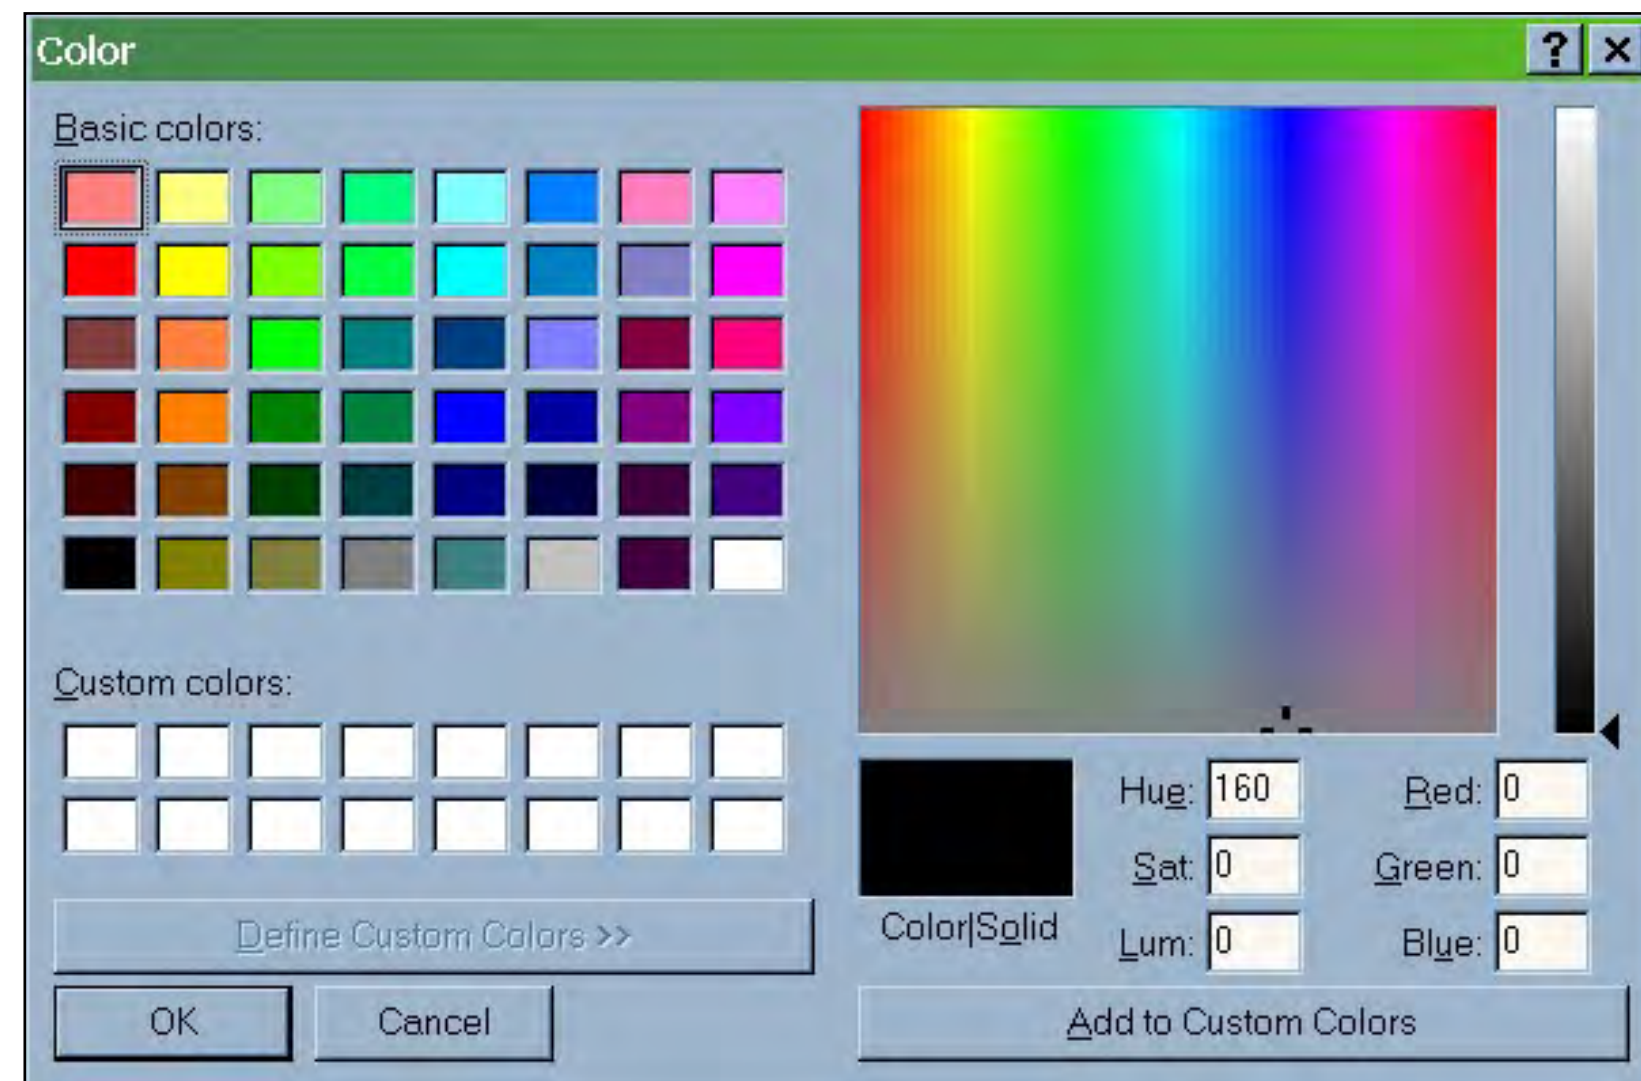 Color
?
Basic colors:
Custom colors:
Define Custom Colors >>
OK Cancel
Hue: 160 Red: 0
Sat: 0 Green: 0
Color|Solid Lum: 0 Blue: 0
Add to Custom Colors